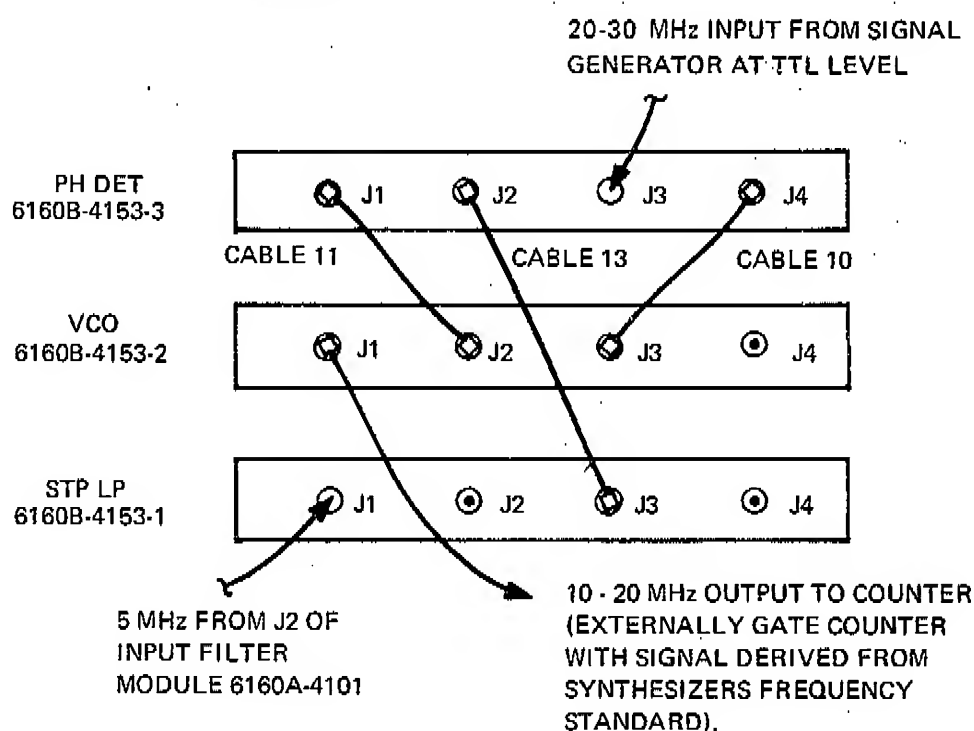 20-30 MHz INPUT FROM SIGNAL
GENERATOR AT TTL LEVEL
PH DET
6160B-4153-3
J1
J2
J3
J4
CABLE 11
CABLE 13
CABLE 10
VCO
6160B-4153-2
J1
J2
J3
J4
STP LP
6160B-4153-1
J1
J2
J3
J4
5 MHz FROM J2 OF
INPUT FILTER
MODULE 6160A-4101
10 - 20 MHz OUTPUT TO COUNTER
(EXTERNALLY GATE COUNTER
WITH SIGNAL DERIVED FROM
SYNTHESIZERS FREQUENCY
STANDARD).